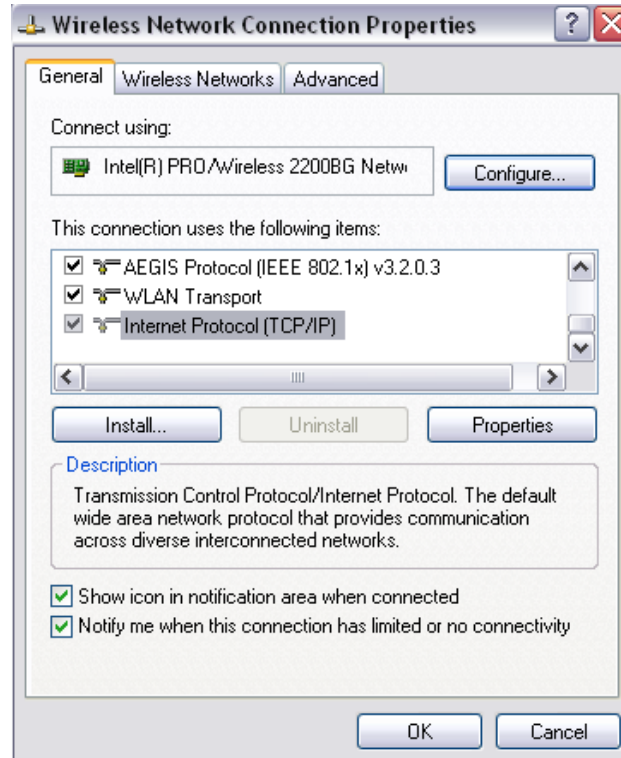 Wireless Network Connection Properties
General Wireless Networks Advanced
Connect using:
Intel(R) PRO/Wireless 2200BG Netwo
Configure...
This connection uses the following items:
AEGIS Protocol (IEEE 802.1x) v3.2.0.3
WLAN Transport
Internet Protocol (TCP/IP)
Install... Uninstall Properties
Description
Transmission Control Protocol/Internet Protocol. The default
wide area network protocol that provides communication
across diverse interconnected networks.
Show icon in notification area when connected
Notify me when this connection has limited or no connectivity
OK Cancel